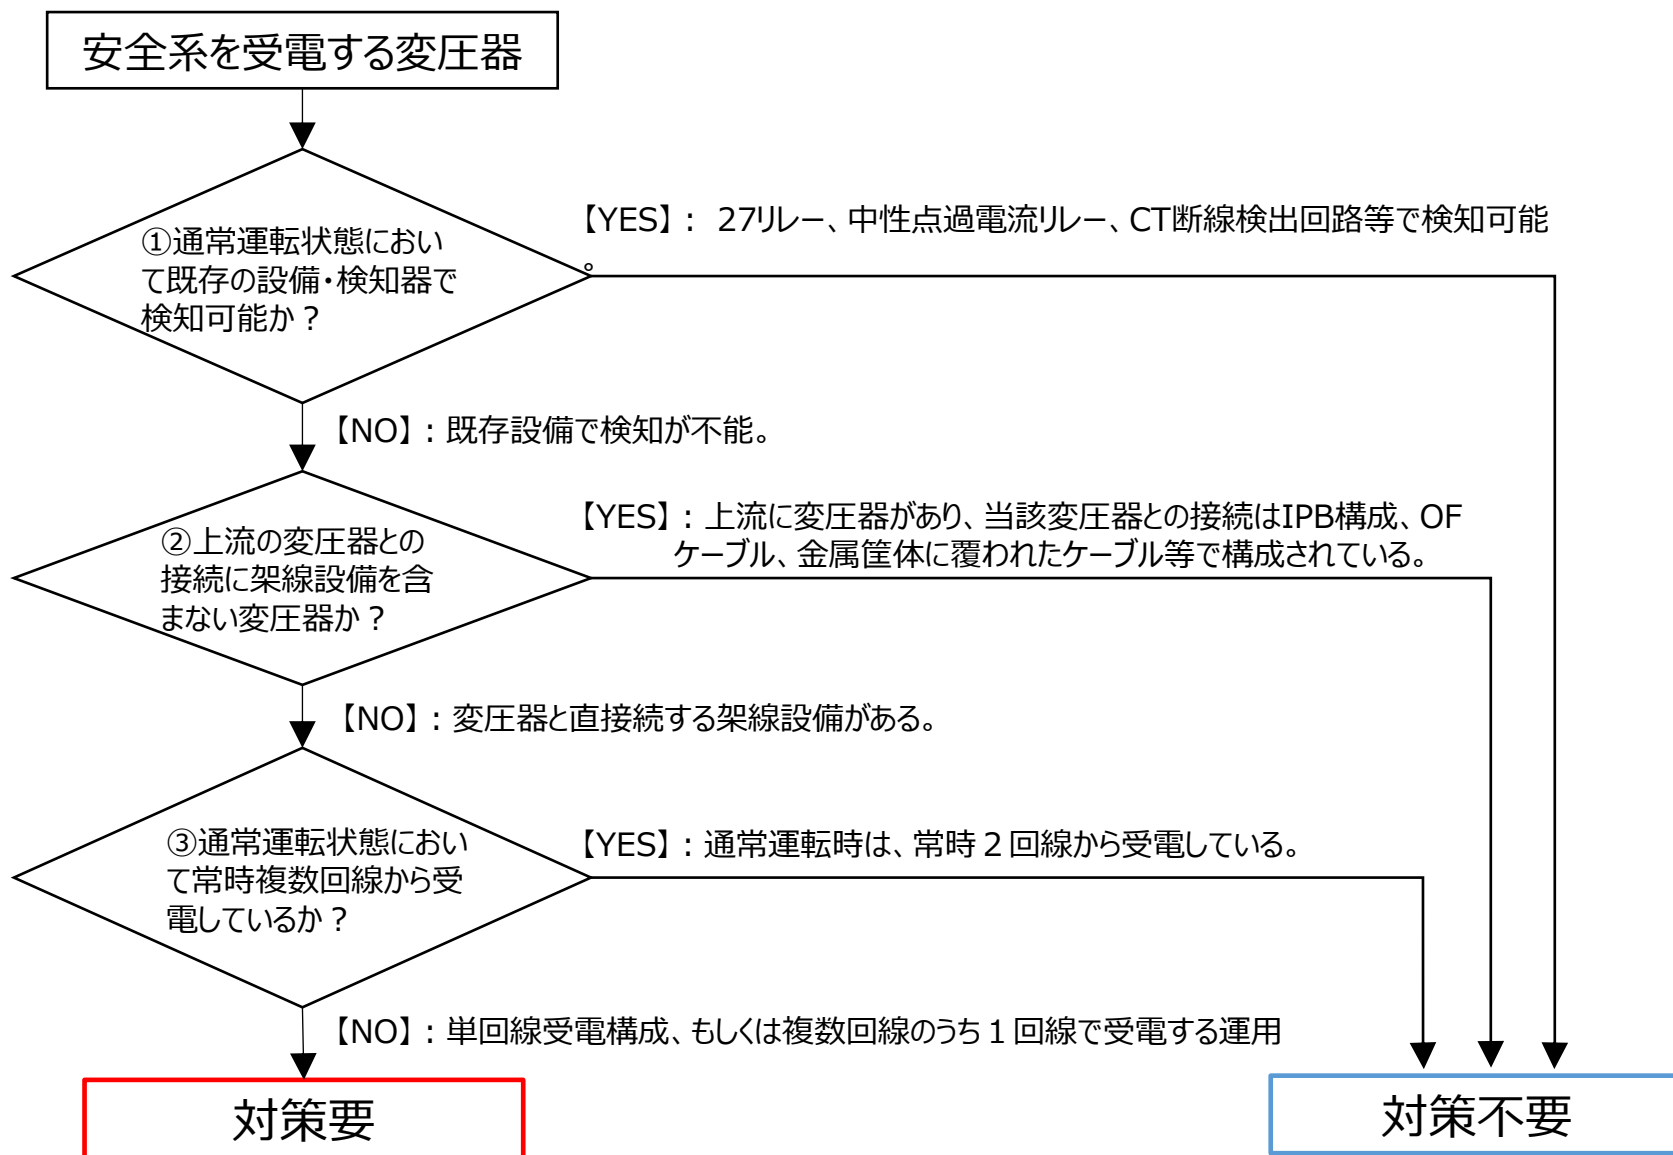 安全系を受電する変圧器
①通常運転状態におい
て既存の設備・検知器で
検知可能か？
【YES】： 27リレー、中性点過電流リレー、CT断線検出回路等で検知可能
。
【NO】：既存設備で検知が不能。
②上流の変圧器との
接続に架線設備を含
まない変圧器か？
【YES】：上流に変圧器があり、当該変圧器との接続はIPB構成、OF
ケーブル、金属筐体に覆われたケーブル等で構成されている。
【NO】：変圧器と直接続する架線設備がある。
③通常運転状態におい
て常時複数回線から受
電しているか？
【YES】：通常運転時は、常時２回線から受電している。
【NO】：単回線受電構成、もしくは複数回線のうち１回線で受電する運用
対策要
対策不要